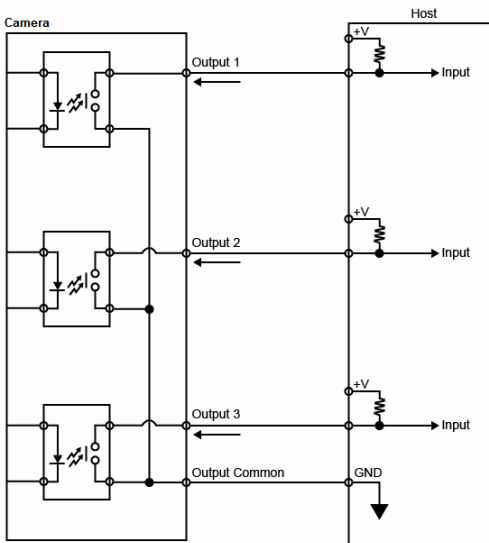 Camera
Host
+V
Output 1
Input
+V
Output 2
Input
+V
Output 3
Input
Output Common
GND